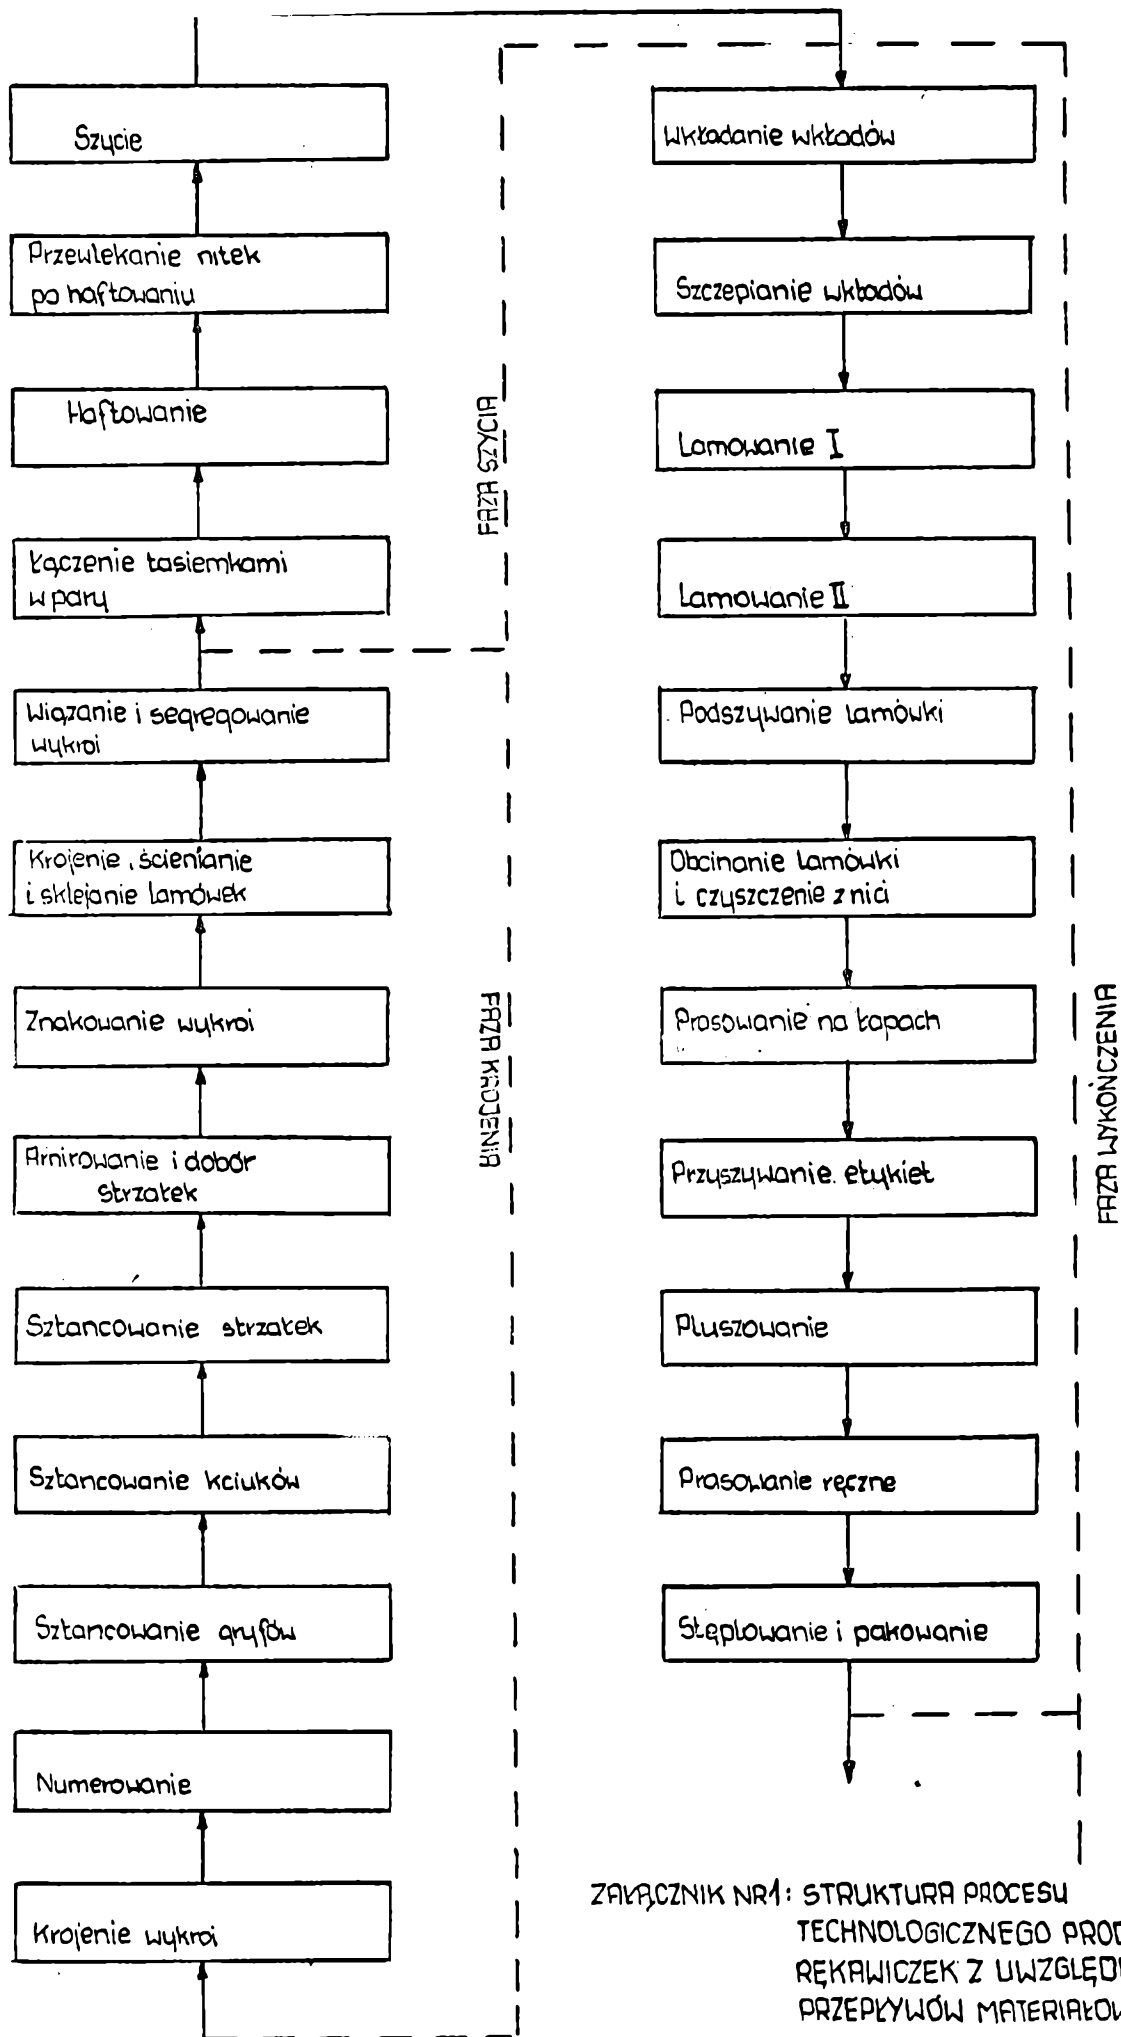 Szycie
Przewlekanie nitek
po haftowaniu
Haftowanie
Łączenie tasiemkami
w pary
Wiązanie i segregowanie
wykroi
Krojenie, ścienianie
i sklejanie lamówek
Znakowanie wykroi
Arnirowanie i dobór
strzałek
Sztancowanie strzałek
Sztancowanie kciuków
Sztancowanie gryfów
Numerowanie
Krojenie wykroi
FAZA SZYCIA
FAZA KROJENIA
Wkładanie wkładów
Szczepianie wkładów
Lamowanie I
Lamowanie II
Podszywanie lamówki
Obcinanie lamówki
i czyszczenie z nici
Prasowanie na łapach
Przyszywanie etykiet
Pluszowanie
Prasowanie ręczne
Stęplowanie i pakowanie
FAZA WYKOŃCZENIA
ZAŁĄCZNIK NR1: STRUKTURA PROCESU
TECHNOLOGICZNEGO PROD
RĘKAWICZEK Z UWZGLĘD
PRZEPŁYWÓW MATERIAŁOW